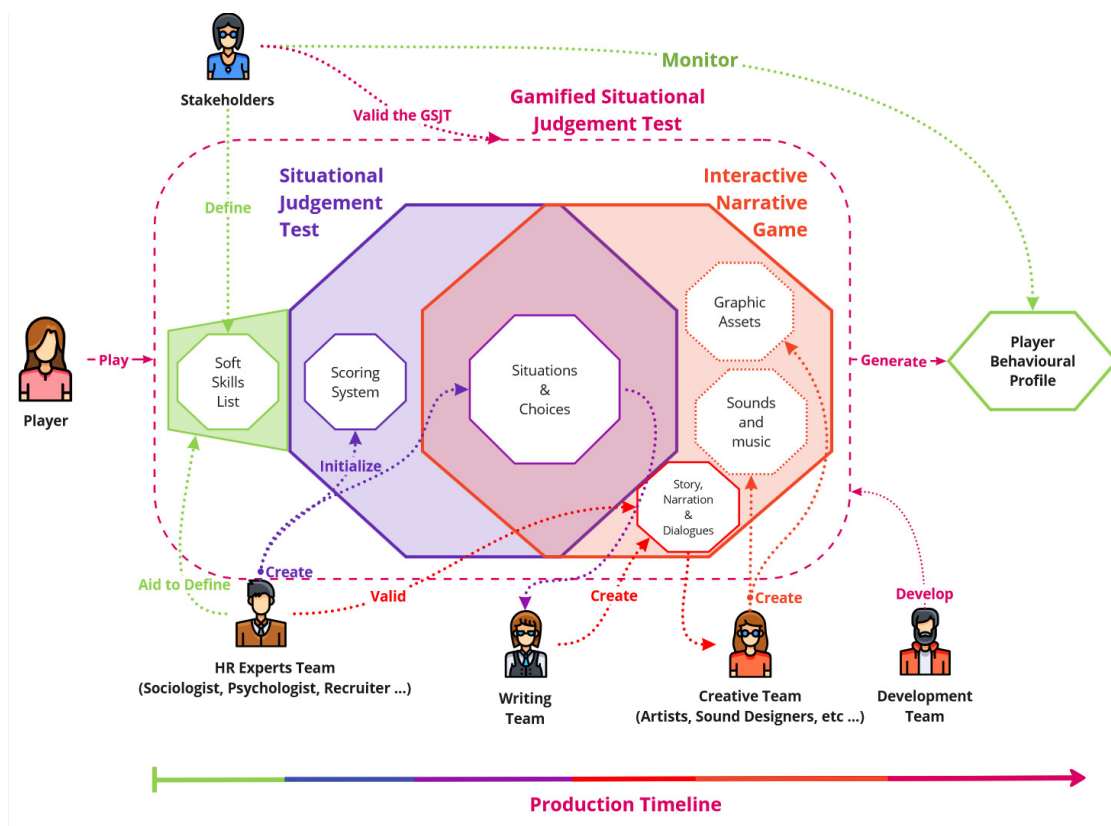 Stakeholders
Monitor
Valid the GSJT
Gamified Situational
Judgement Test
Define
Situational
Judgement
Test
Interactive
Narrative
Game
Graphic
Assets
Soft
Skills
List
Scoring
System
Situations
&
Choices
Sounds
and
music
Player
Behavioural
Profile
Play
Generate
Player
Initialize
Story,
Narration
&
Dialogues
Aid to Define
Create
Valid
Create
Create
Develop
HR Experts Team
(Sociologist, Psychologist, Recruiter ...)
Writing
Team
Creative Team
(Artists, Sound Designers, etc ...)
Development
Team
Production Timeline